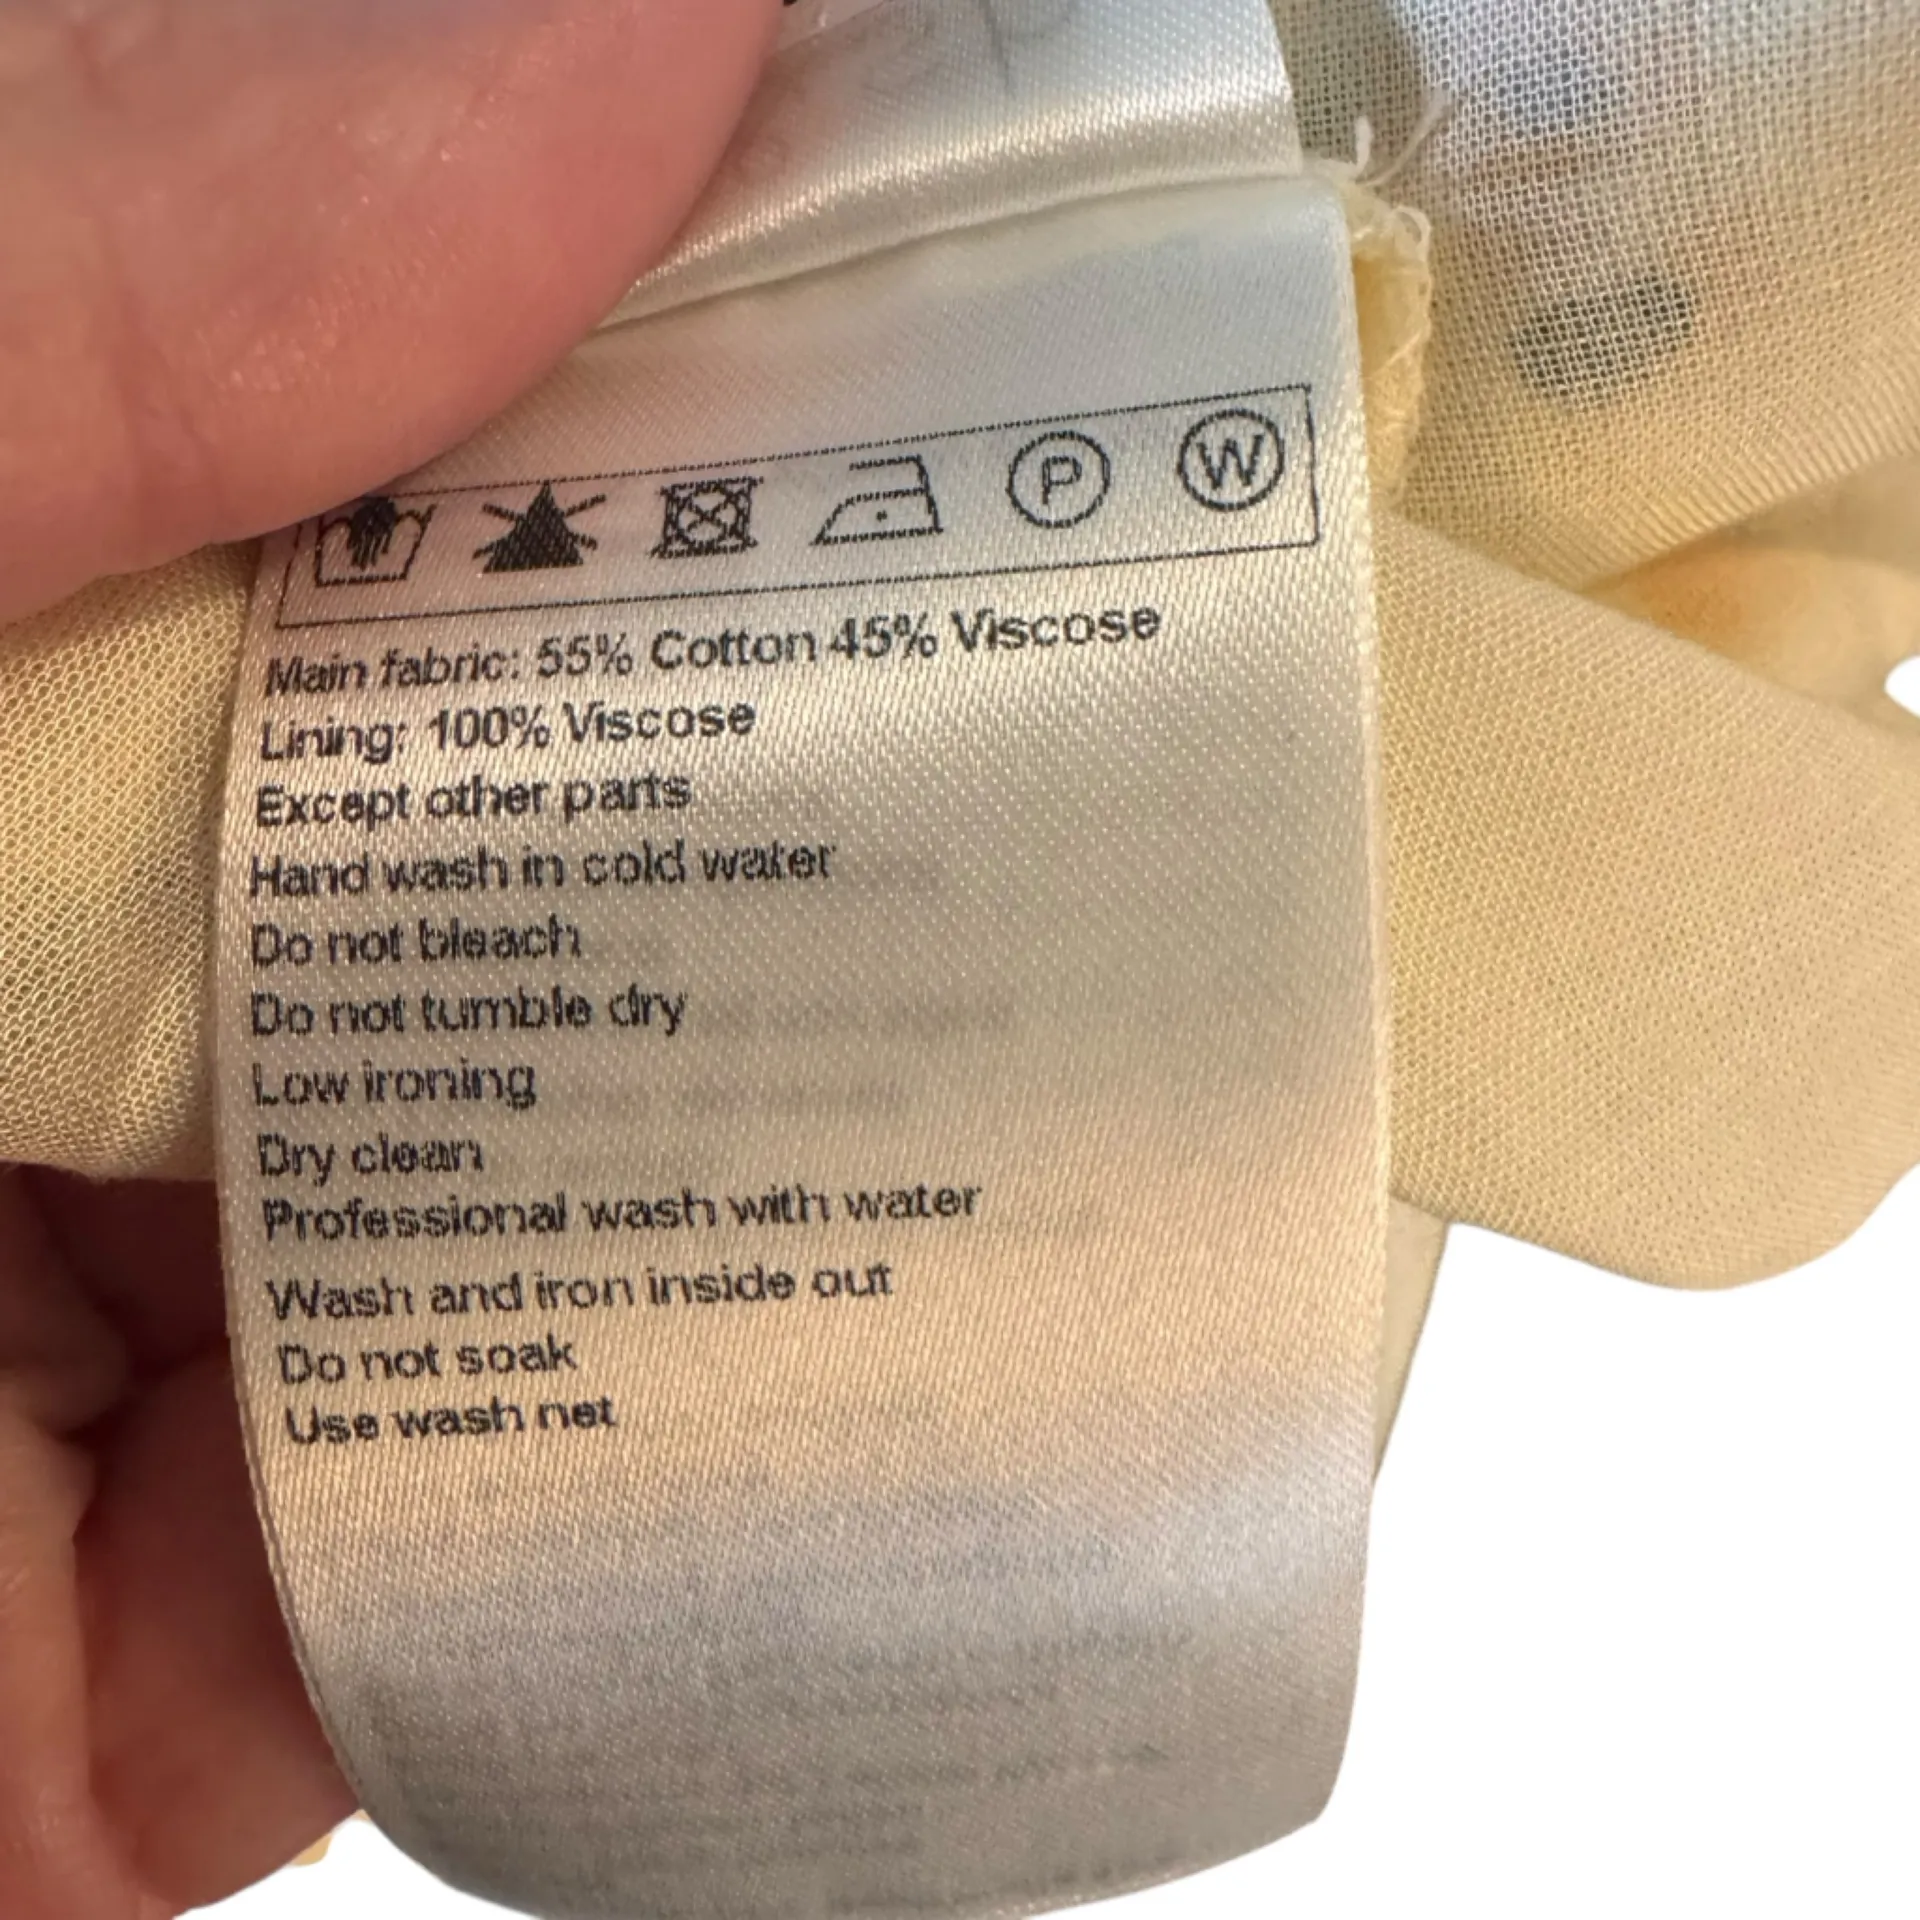 P W
Main fabric: 55% Cotton 45% Viscose
Lining: 100% Viscose
Except other parts
Hand wash in cold water
Do not bleach
Do not tumble dry
Low ironing
Dry clean
Professional wash with water
Wash and iron inside out
Do not soak
Use wash net